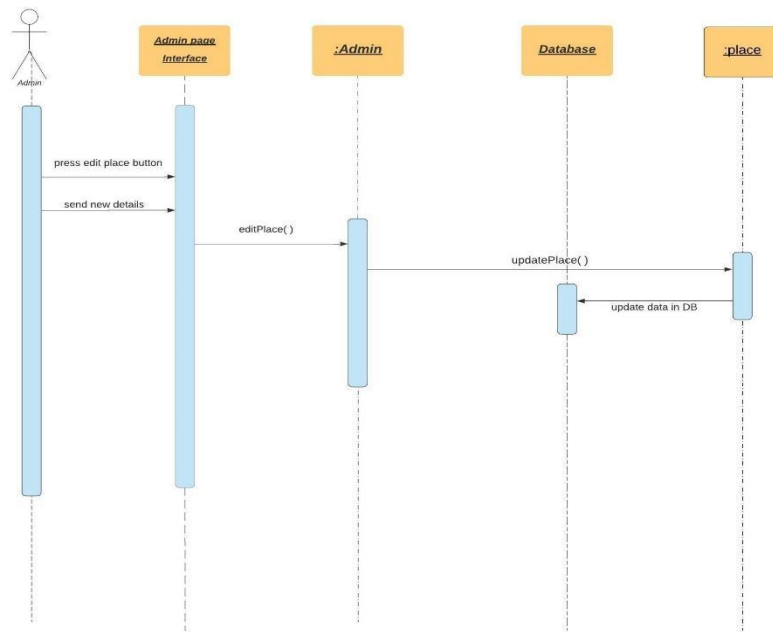 Admin page
Interface
:Admin
Database
:place
Admin
press edit place button
send new details
editPlace( )
updatePlace( )
update data in DB